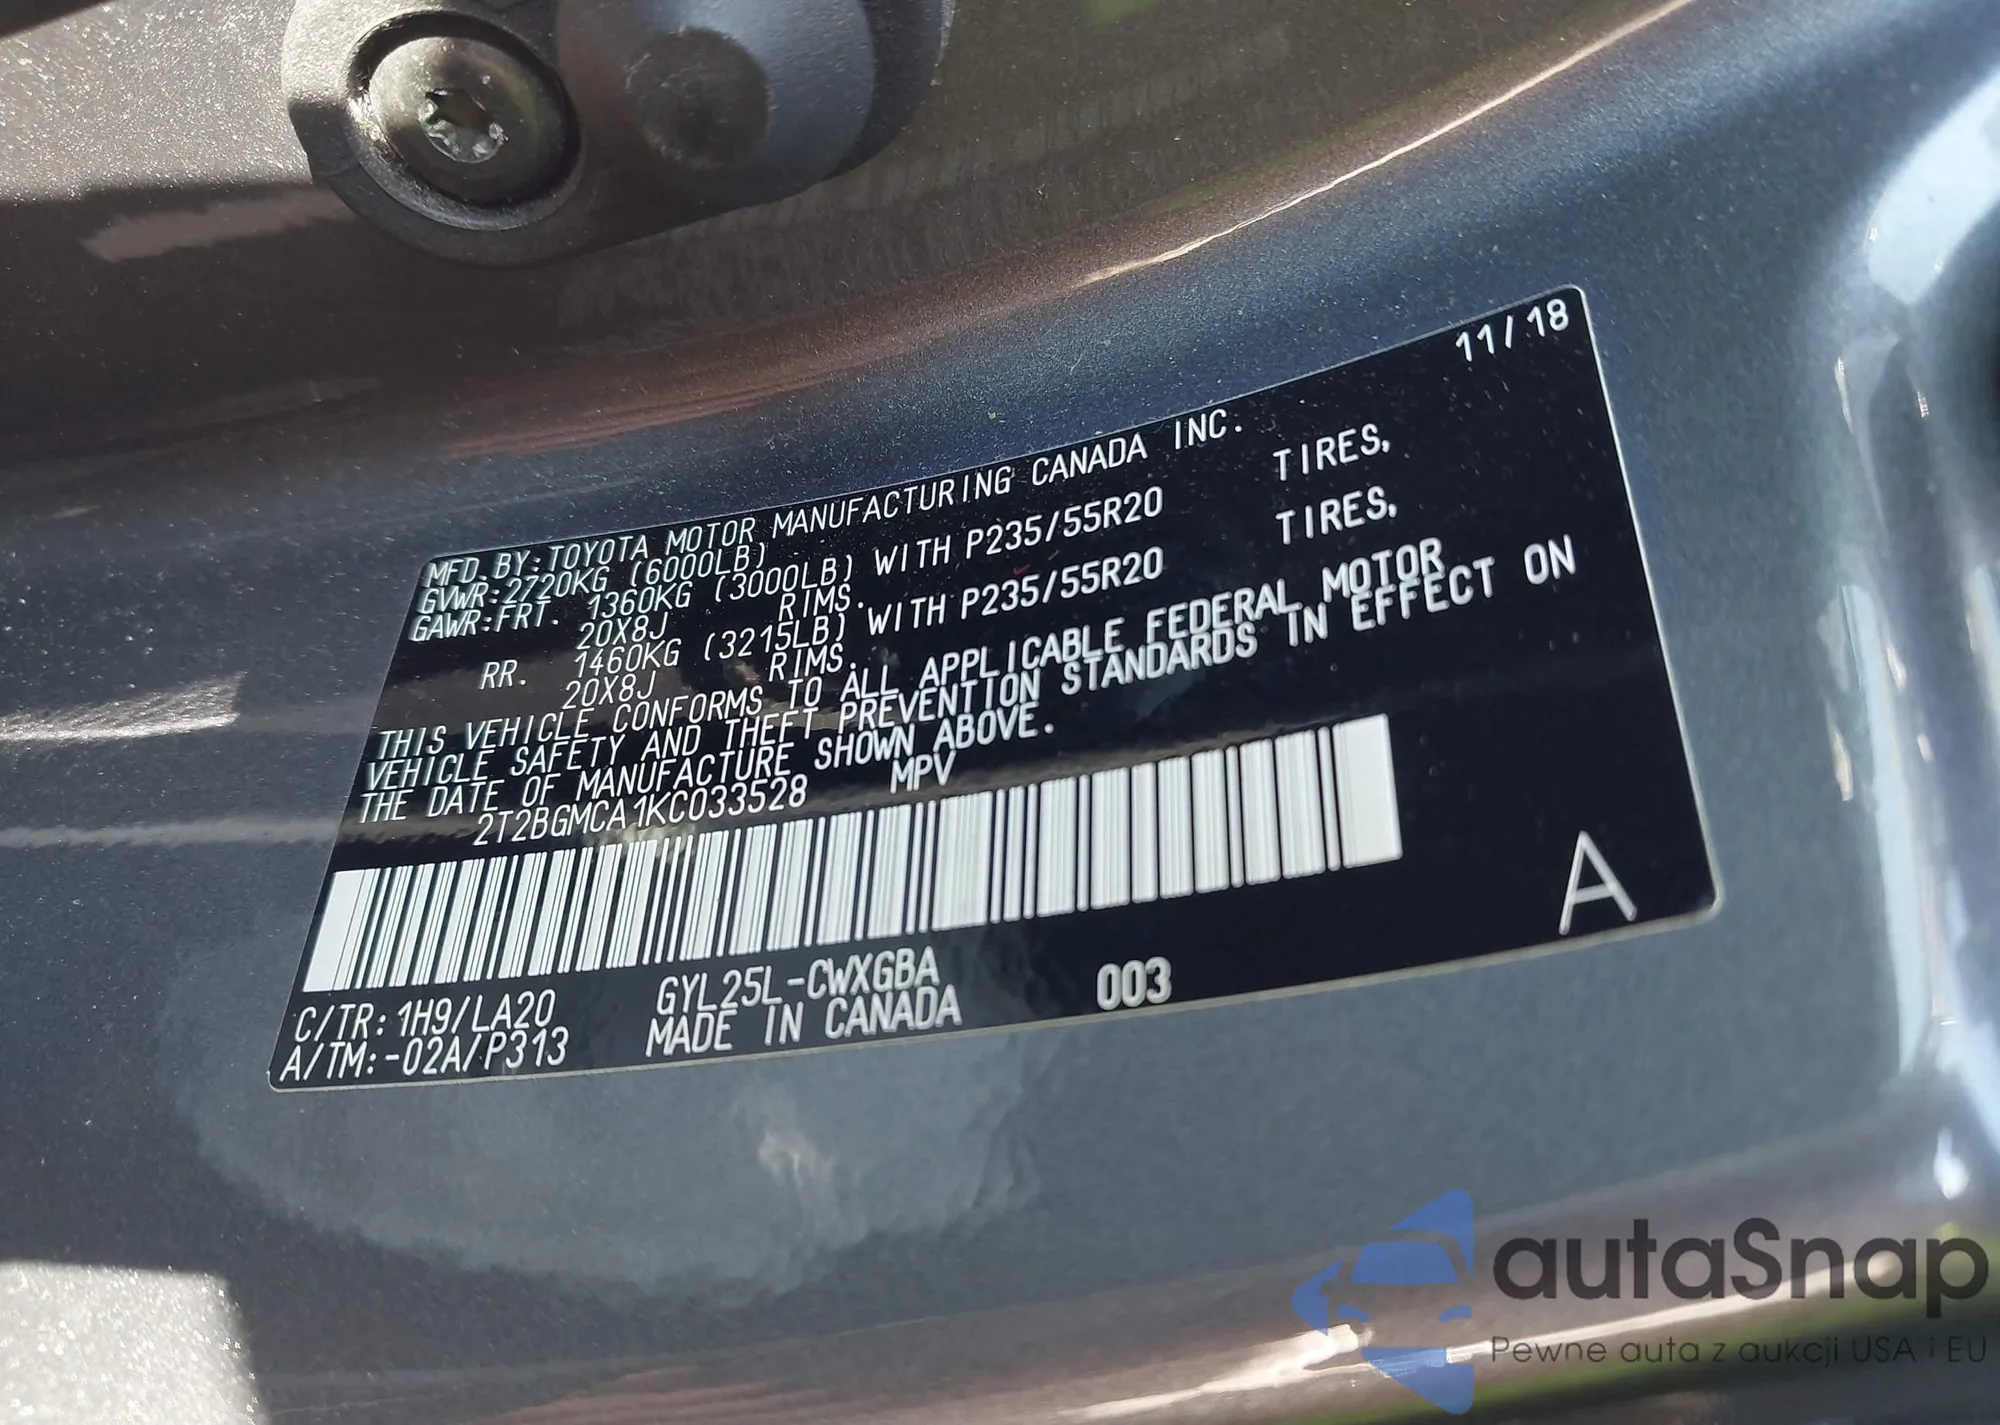 11/18
MFD. BY: TOYOTA MOTOR MANUFACTURING CANADA INC.
GVWR: 2720KG (6000LB)
GAWR: FRT. 1360KG (3000LB) WITH P235/55R20 TIRES,
20X8J RIMS.
RR. 1460KG (3215LB) WITH P235/55R20 TIRES,
20X8J RIMS.
THIS VEHICLE CONFORMS TO ALL APPLICABLE FEDERAL MOTOR
VEHICLE SAFETY AND THEFT PREVENTION STANDARDS IN EFFECT ON
THE DATE OF MANUFACTURE SHOWN ABOVE.
2T2BGMCA1KC033528 MPV
C/TR: 1H9/LA20 GYL25L-CWXGBA 003 A
A/TM: -02A/P313 MADE IN CANADA
autaSnap
Pewne auta z aukcji USA i EU